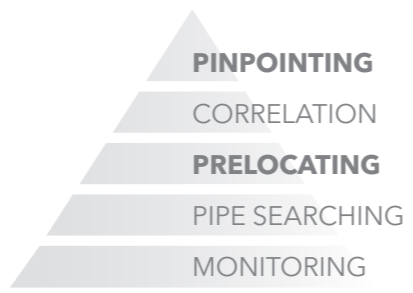 PINPOINTING
CORRELATION
PRELOCATING
PIPE SEARCHING
MONITORING